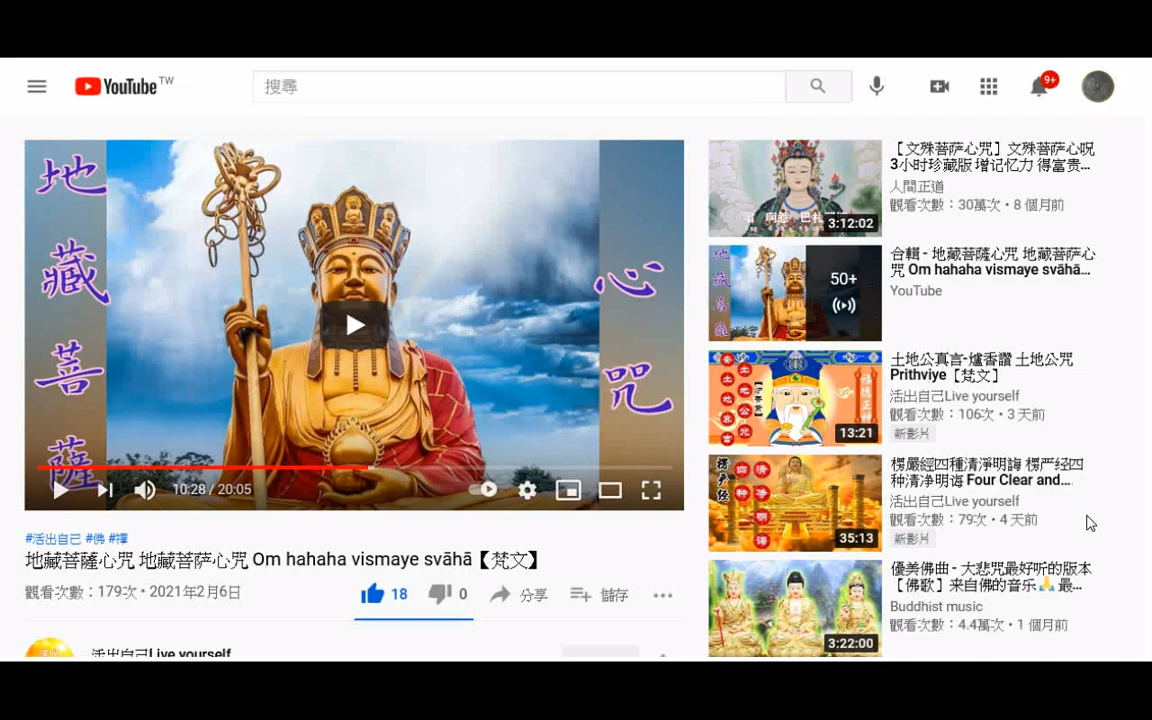 YouTube TW
搜尋
9+
地藏菩薩
心咒
10:28 / 20:05
#活出自己 #佛 #禪
地藏菩薩心咒 地藏菩萨心咒 Om hahaha vismaye svāhā【梵文】
觀看次數：179次 • 2021年2月6日
18
0
分享
儲存
活出自己Live yourself
3:12:02
【文殊菩萨心咒】文殊菩萨心呪
3小时珍藏版 增记忆力 得富贵...
人間正道
觀看次數：30萬次 • 8 個月前
50+
合輯 - 地藏菩薩心咒 地藏菩萨心
咒 Om hahaha vismaye svāhā...
YouTube
13:21
土地公真言-爐香讚 土地公咒
Prithviye【梵文】
活出自己Live yourself
觀看次數：106次 • 3 天前
新影片
楞严经
四种清净明诲
35:13
楞嚴經四種清淨明誨 楞严经四
种清净明诲 Four Clear and...
活出自己Live yourself
觀看次數：79次 • 4 天前
新影片
3:22:00
優美佛曲 - 大悲咒最好听的版本
【佛歌】来自佛的音乐🙏 最...
Buddhist music
觀看次數：4.4萬次 • 1 個月前